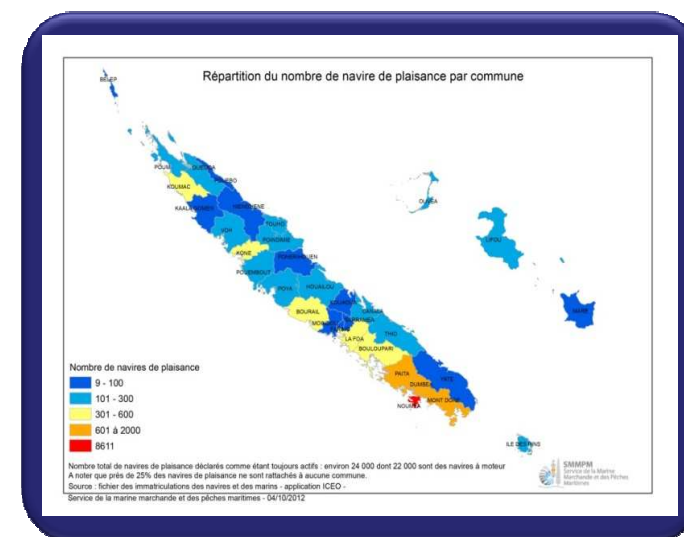 Répartition du nombre de navire de plaisance par commune
BELEP
POUM
OUEGOA
POUEBO
KOUMAC
OUVEA
KAALA GOMEN
HIENGHENE
TOUHO
VOH
LIFOU
KONE
PONERIHOUEN
POUEMBOUT
POYA
HOUAILOU
MARE
BOURAIL
CANALA
LA FOA
THIO
BOULOUPARI
PAITA
YATE
DUMBEA
MONT DORE
NOUMEA
ILE DES PINS
Nombre de navires de plaisance
9 - 100
101 - 300
301 - 600
601 à 2000
8611
Nombre total de navires de plaisance déclarés comme étant toujours actifs : environ 24 000 dont 22 000 sont des navires à moteur
A noter que près de 25% des navires de plaisance ne sont rattachés à aucune commune.
Source : fichier des immatriculations des navires et des marins - application ICEO -
Service de la marine marchande et des pêches maritimes - 04/10/2012
SMMPM
Service de la Marine
Marchande et des Pêches
Maritimes